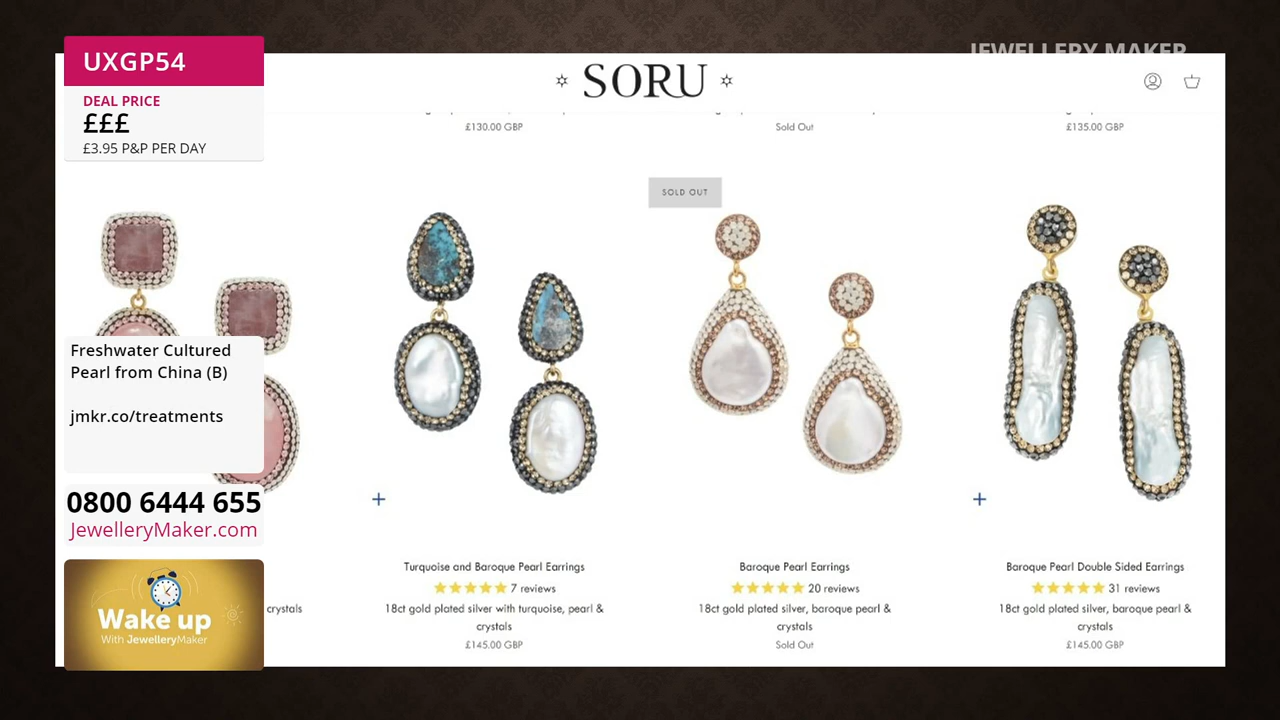 JEWELLERY MAKER
UXGP54
DEAL PRICE
£££
£3.95 P&P PER DAY
SORU
£130.00 GBP
Sold Out
£135.00 GBP
SOLD OUT
Freshwater Cultured
Pearl from China (B)
jmkr.co/treatments
0800 6444 655
JewelleryMaker.com
Wake up
With JewelleryMaker
crystals
Turquoise and Baroque Pearl Earrings
7 reviews
18ct gold plated silver with turquoise, pearl &
crystals
£145.00 GBP
Baroque Pearl Earrings
20 reviews
18ct gold plated silver, baroque pearl &
crystals
Sold Out
Baroque Pearl Double Sided Earrings
31 reviews
18ct gold plated silver, baroque pearl &
crystals
£145.00 GBP